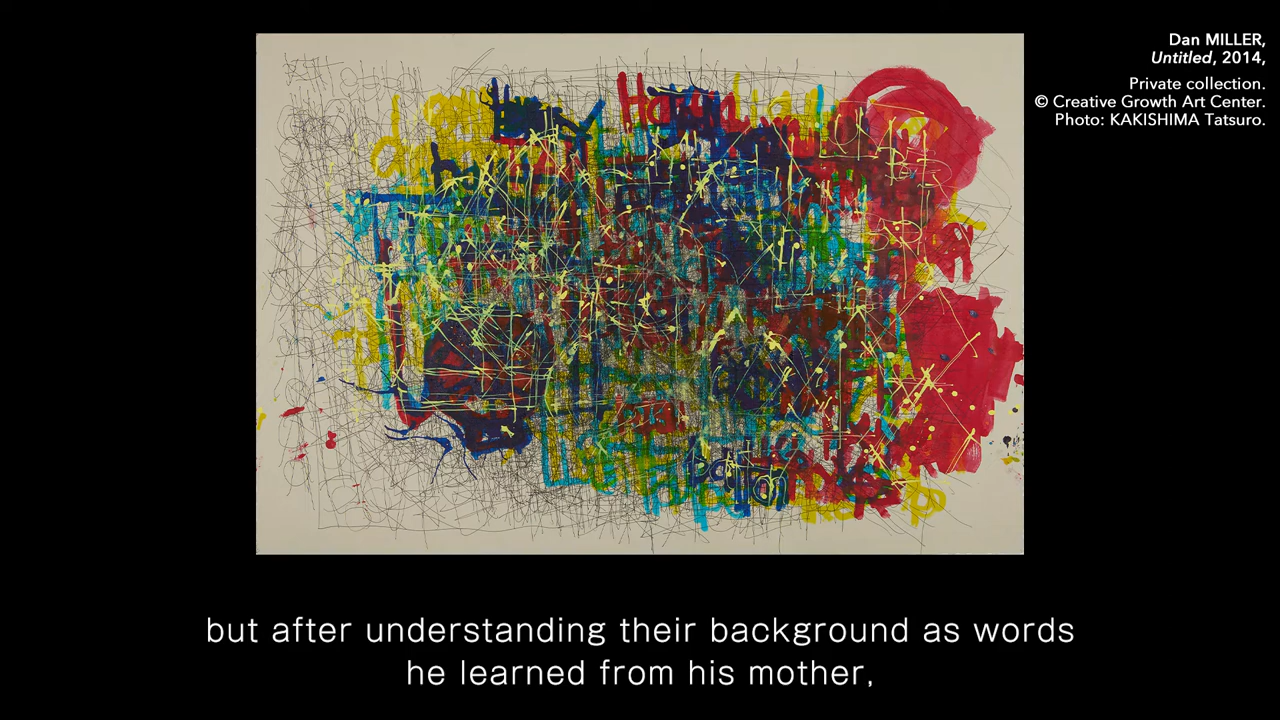 Dan MILLER,
Untitled, 2014,
Private collection.
© Creative Growth Art Center.
Photo: KAKISHIMA Tatsuro.
but after understanding their background as words
he learned from his mother,